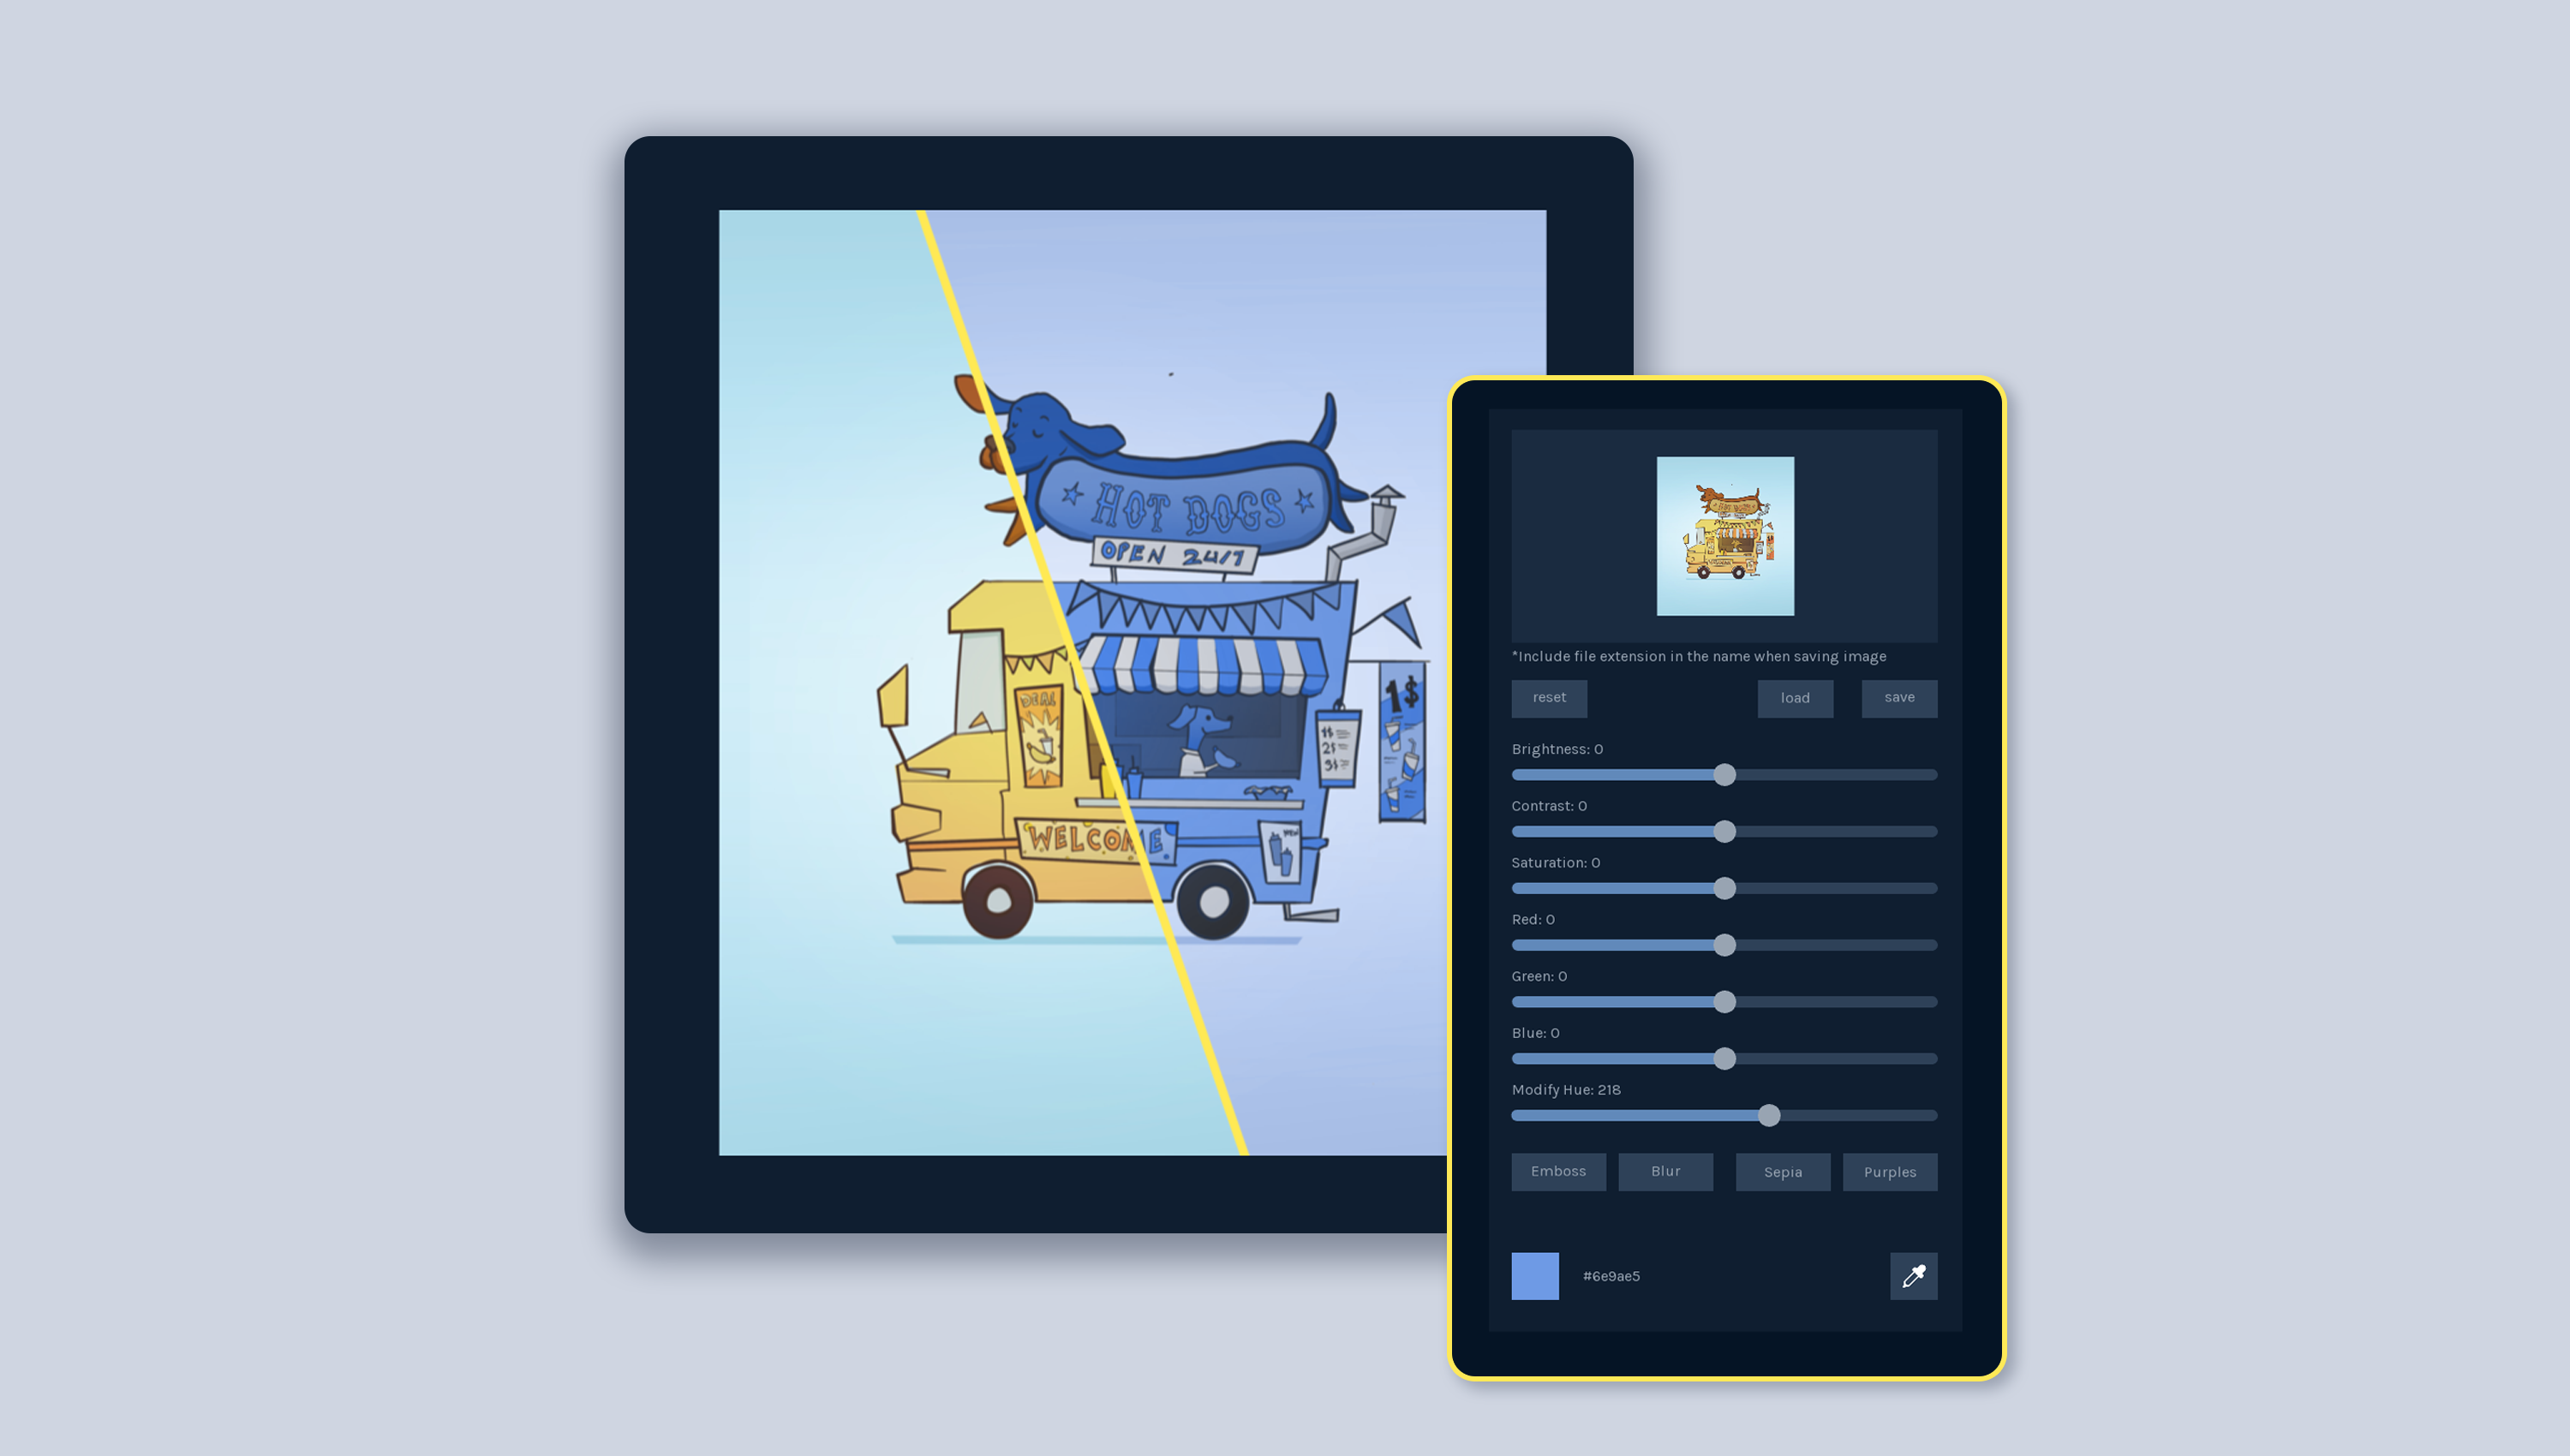 HOT DOGS
OPEN 24/7
DEAL
1$
1$
2$
3$
WELCOME
*Include file extension in the name when saving image
reset
load
save
Brightness: 0
Contrast: 0
Saturation: 0
Red: 0
Green: 0
Blue: 0
Modify Hue: 218
Emboss
Blur
Sepia
Purples
#6e9ae5